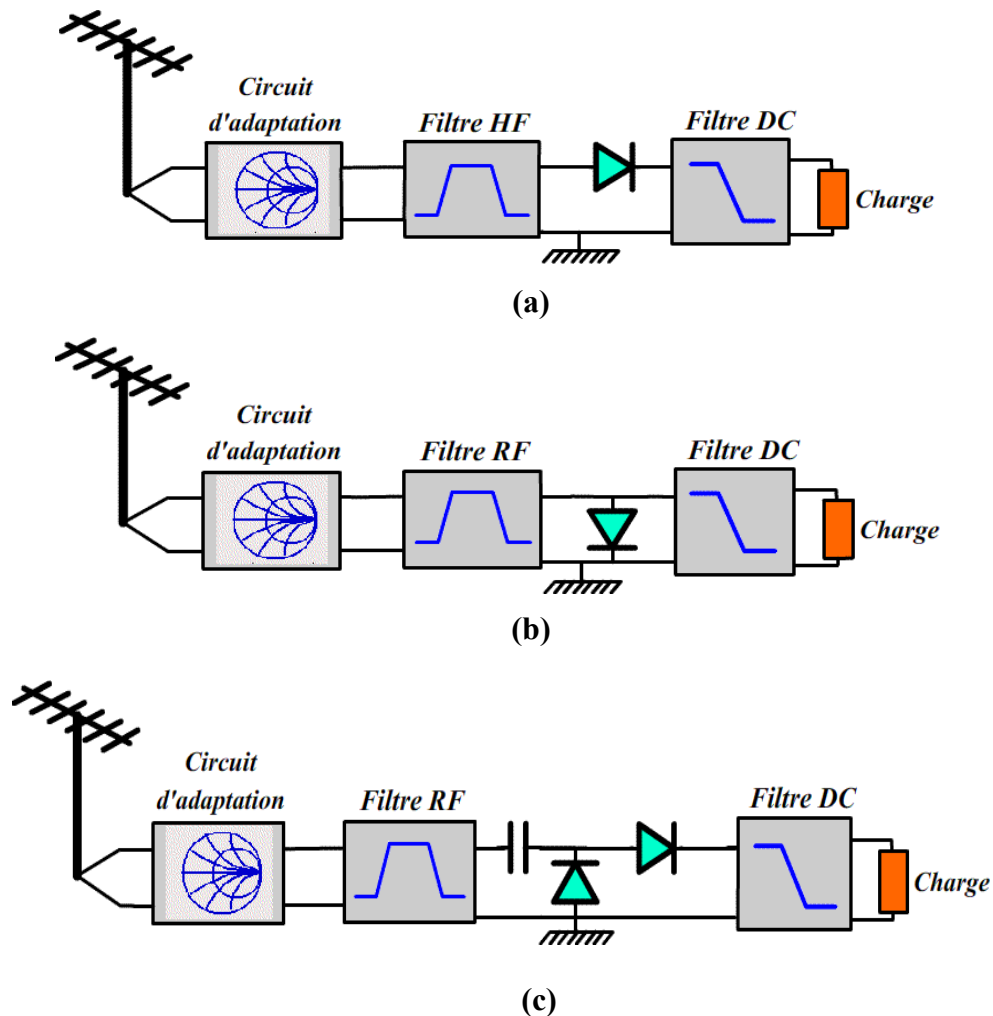 Circuit
d'adaptation
Filtre HF
Filtre DC
Charge
(a)
Circuit
d'adaptation
Filtre RF
Filtre DC
Charge
(b)
Circuit
d'adaptation
Filtre RF
Filtre DC
Charge
(c)